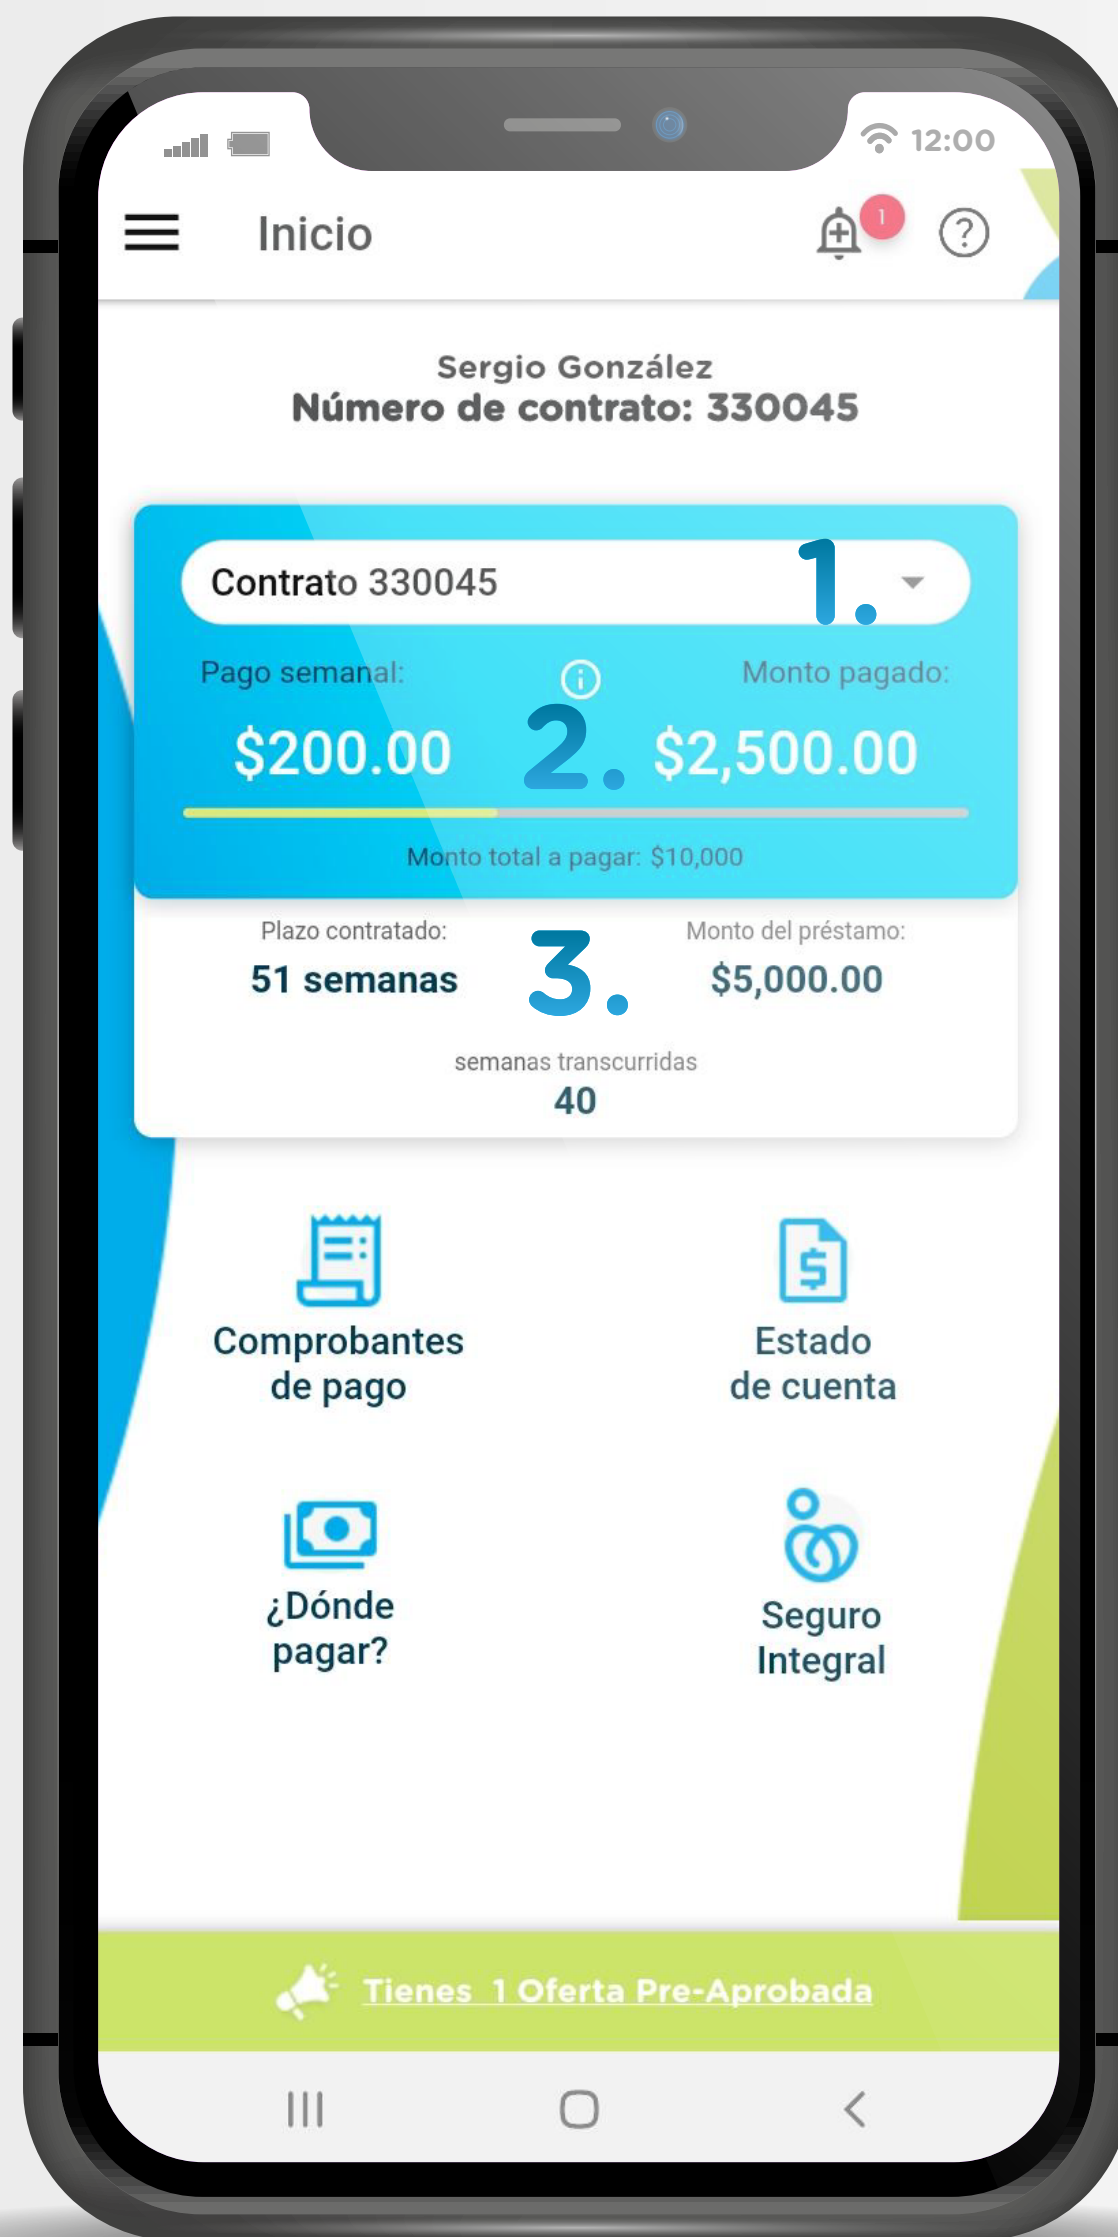 12:00
Inicio
1
Sergio González
Número de contrato: 330045
Contrato 330045
1.
Pago semanal:
Monto pagado:
$200.00
2.
$2,500.00
Monto total a pagar: $10,000
Plazo contratado:
Monto del préstamo:
51 semanas
3.
$5,000.00
semanas transcurridas
40
Comprobantes
de pago
Estado
de cuenta
¿Dónde
pagar?
Seguro
Integral
Tienes 1 Oferta Pre-Aprobada